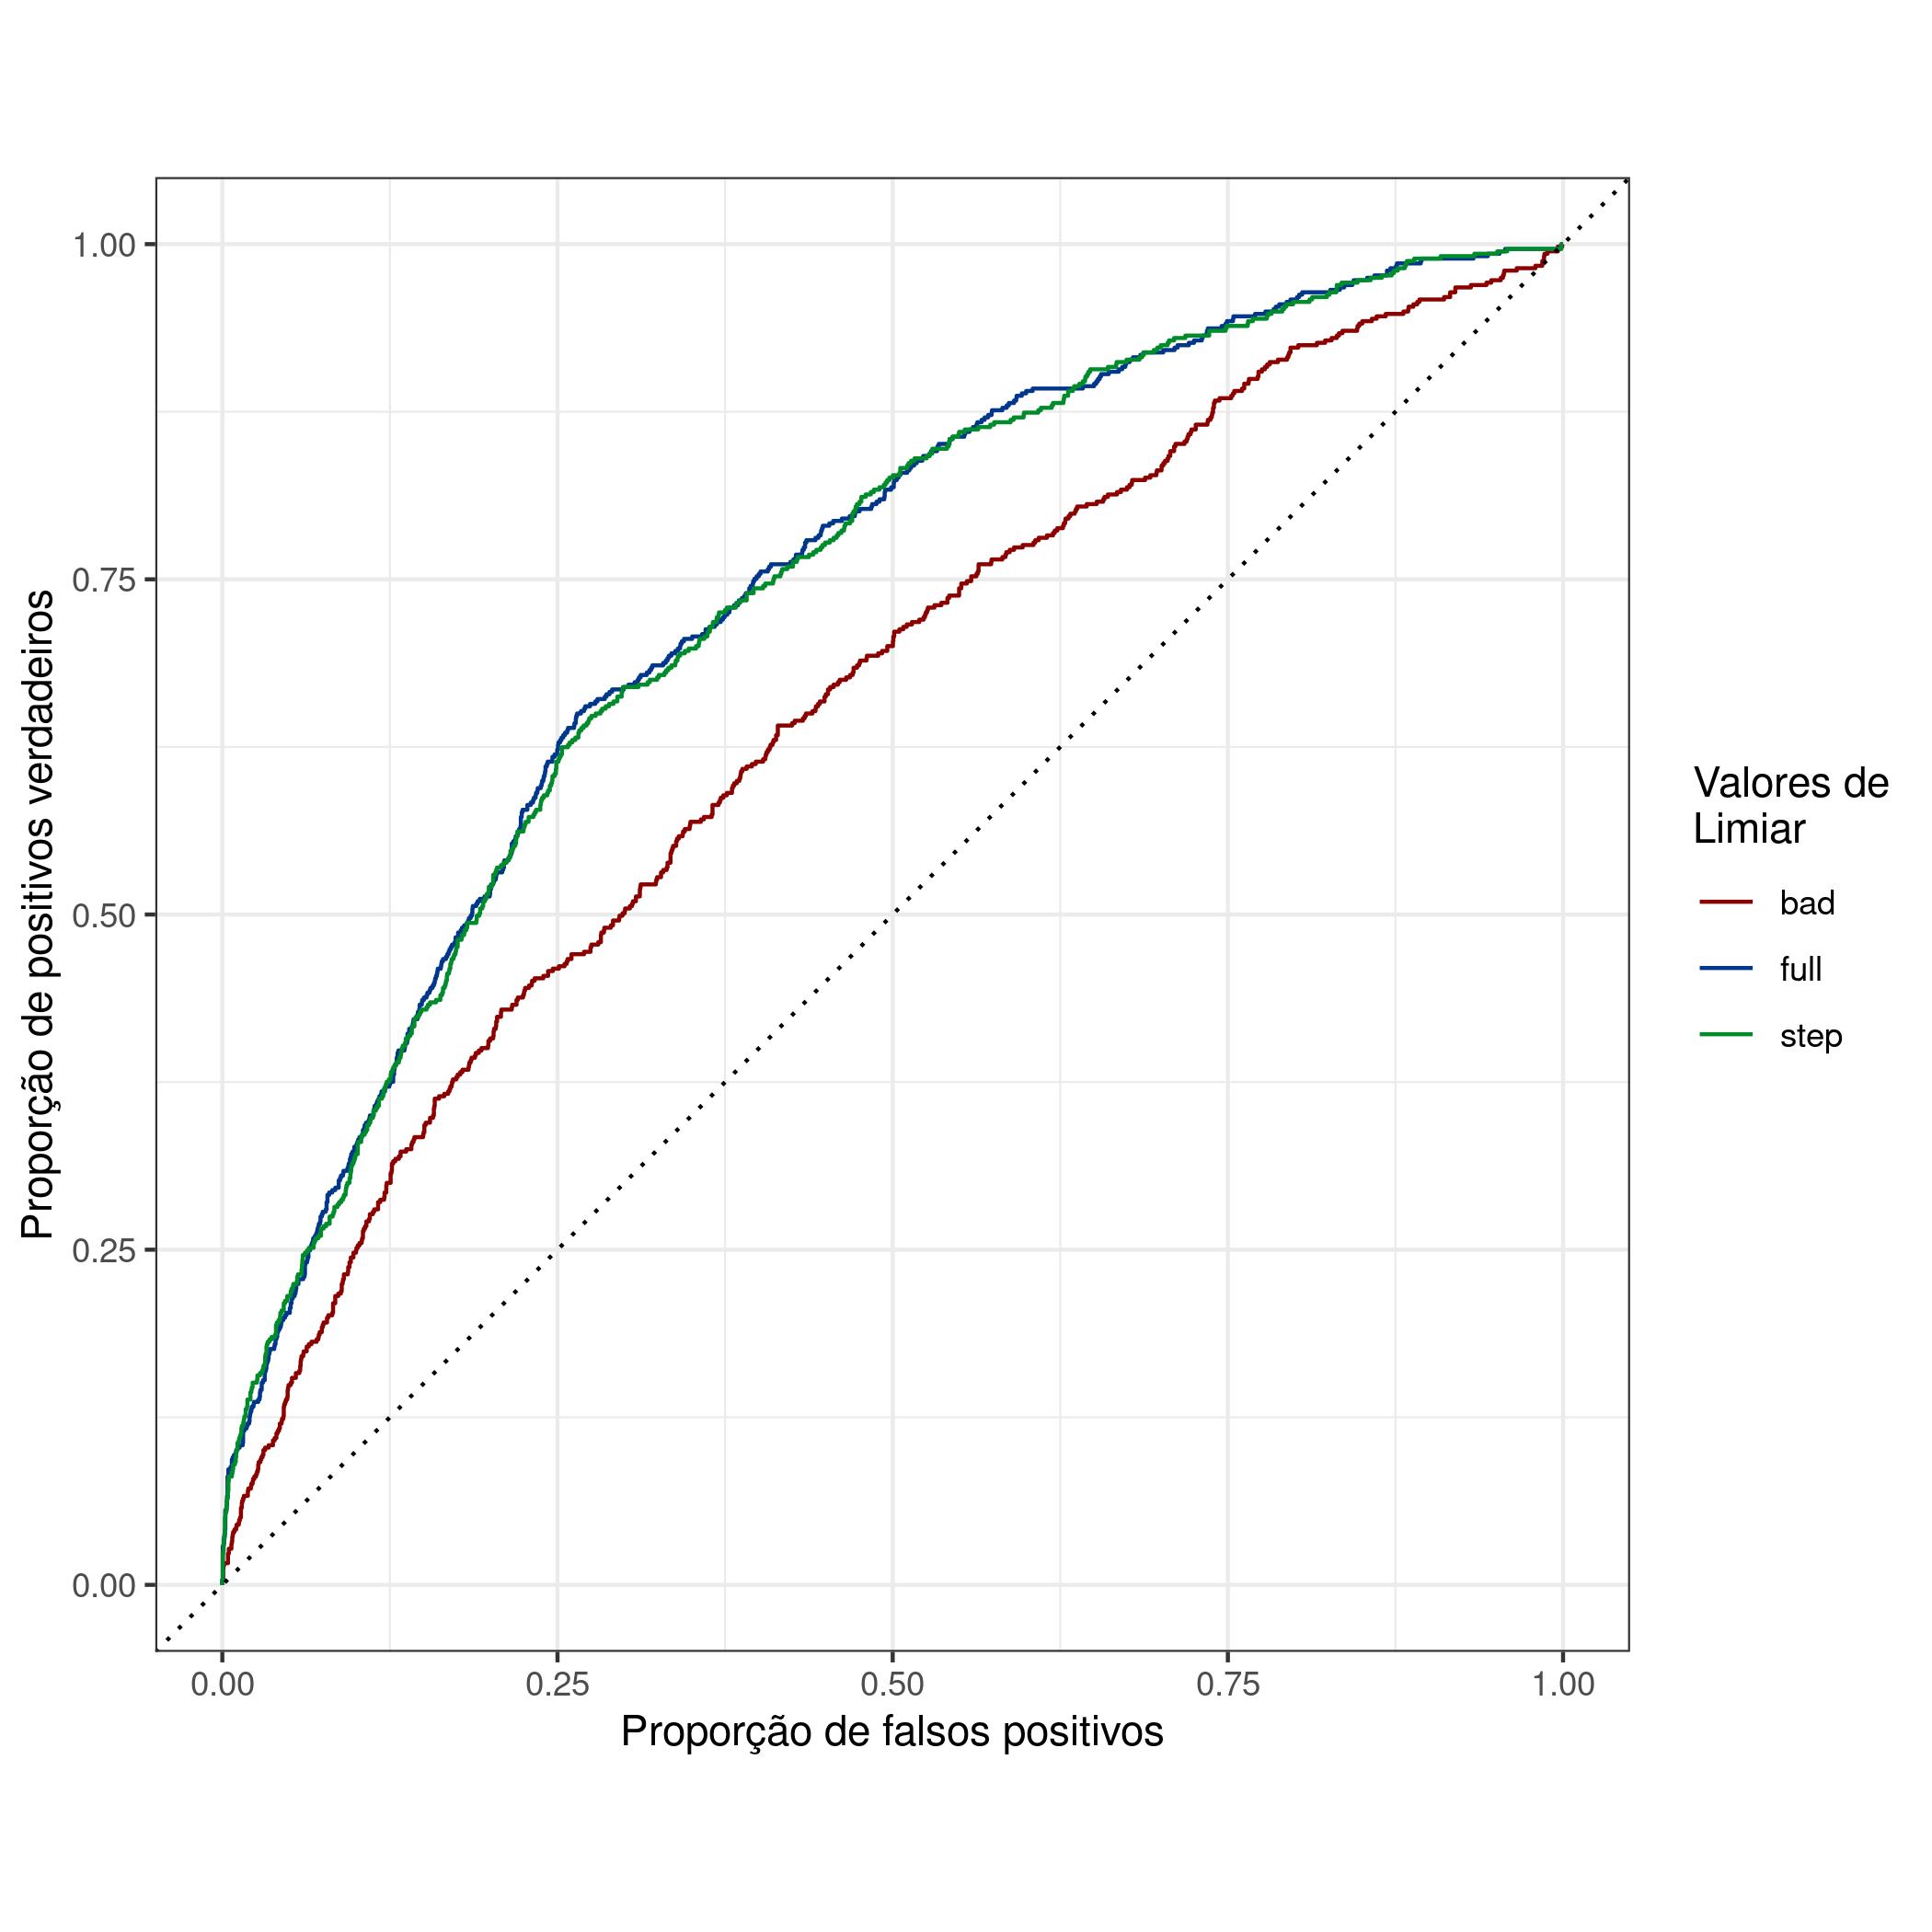 Proporção de positivos verdadeiros
1.00
0.75
0.50
0.25
0.00
0.00 0.25 0.50 0.75 1.00
Proporção de falsos positivos
Valores de
Limiar
bad
full
step